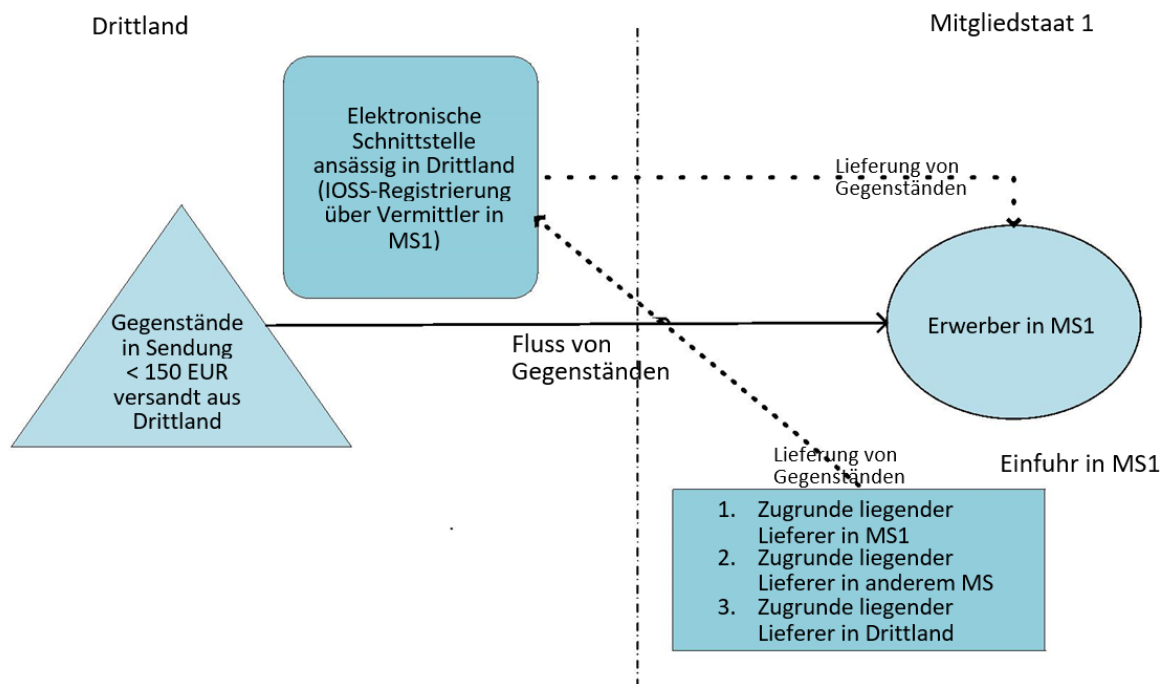 Drittland
Mitgliedstaat 1
Elektronische
Schnittstelle
ansässig in Drittland
(IOSS-Registrierung
über Vermittler in
MS1)
Lieferung von
Gegenständen
Gegenstände
in Sendung
< 150 EUR
versandt aus
Drittland
Fluss von
Gegenständen
Erwerber in MS1
Lieferung von
Gegenständen
Einfuhr in MS1
1. Zugrunde liegender
Lieferer in MS1
2. Zugrunde liegender
Lieferer in anderem MS
3. Zugrunde liegender
Lieferer in Drittland